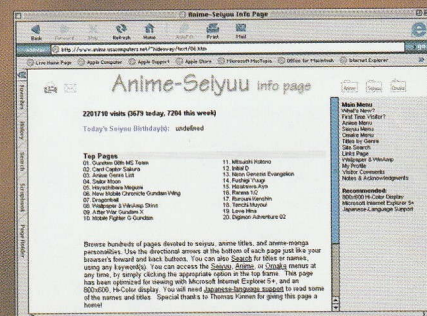 Anime-Seiyuu Info Page
Back
Forward
Stop
Refresh
Home
AutoFill
Print
Mail
Live Home Page
Apple Computer
Apple Support
Apple Store
Microsoft MacTopia
Office for Macintosh
Internet Explorer
Favorites
History
Search
Scrapbook
Page Holder
Anime-Seiyuu Info page
Anime
Seiyuu
Omake
2201710 visits (3679 today, 7204 this week)
Today's Seiyuu Birthday(s): undefined
Top Pages
01. Gundam 08th MS Team
02. Card Captor Sakura
03. Anime Genre List
04. Sailor Moon
05. Hayashibara Megumi
06. New Mobile Chronicle Gundam Wing
07. Dragonball
08. Wallpaper & WinAmp Skins
09. After War Gundam X
10. Mobile Fighter G-Gundam
11. Mitsuishi Kotono
12. Initial D
13. Neon Genesis Evangelion
14. Fushigi Yuugi
15. Hisakawa Aya
16. Ranma 1/2
17. Rurouni Kenshin
18. Tenchi Muyou!
19. Love Hina
20. Digimon Adventure 02
Browse hundreds of pages devoted to seiyuu, anime titles, and anime-manga
personalities. Use the directional arrows at the bottom of each page just like your
browser's forward and back buttons. You can also Search for titles or names,
using any keyword(s). You can access the Seiyuu, Anime, or Omake menus at
any time, by simply clicking the appropriate option in the top frame. This page
has been optimized for viewing with Microsoft Internet Explorer 5+, and an
800x600, Hi-Color display. You will need Japanese-language support to read some
of the names and titles. Special thanks to Thomas Kinnen for giving this page a
home!
Main Menu
What's New?
First Time Visitor?
Anime Menu
Seiyuu Menu
Omake Menu
Titles by Genre
Site Search
Links Page
Wallpaper & WinAmp
My Profile
Visitor Comments
Notes & Acknowledgments
Recommended:
800x600 Hi-Color Display
Microsoft Internet Explorer 5+
Japanese-Language Support